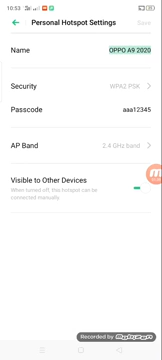 10:53
Personal Hotspot Settings
Save
Name
OPPO A9 2020
Security
WPA2 PSK
Passcode
aaa12345
AP Band
2.4 GHz band
Visible to Other Devices
When turned off, this hotspot can be
connected manually.
Recorded by